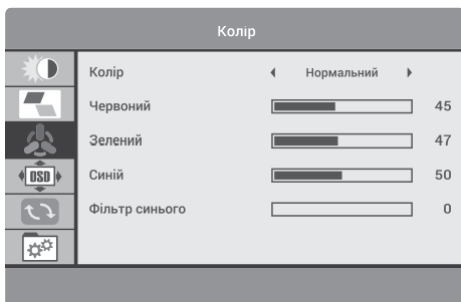 Колір
Колір Нормальний
Червоний 45
Зелений 47
OSD
Синій 50
Фільтр синього 0